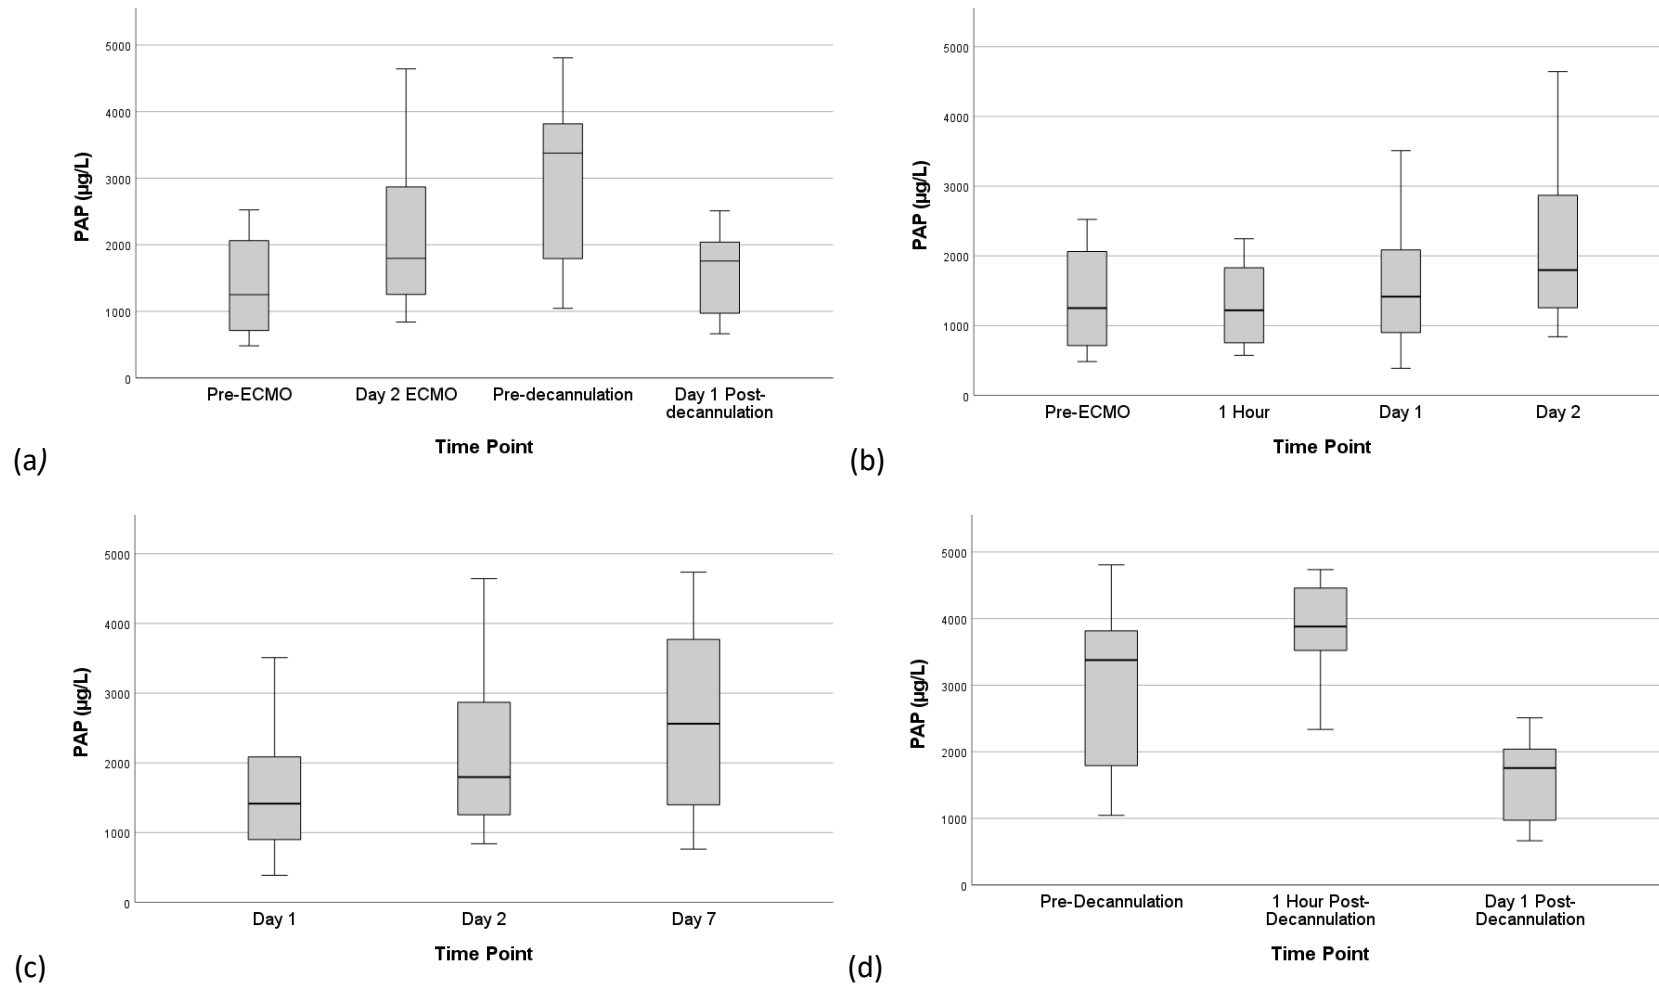 5000
4000
3000
2000
1000
0
PAP (µg/L)
Pre-ECMO
Day 2 ECMO
Pre-decannulation
Day 1 Post-
decannulation
Time Point
(a)
5000
4000
3000
2000
1000
0
PAP (µg/L)
Pre-ECMO
1 Hour
Day 1
Day 2
Time Point
(b)
5000
4000
3000
2000
1000
0
PAP (µg/L)
Day 1
Day 2
Day 7
Time Point
(c)
5000
4000
3000
2000
1000
0
PAP (µg/L)
Pre-Decannulation
1 Hour Post-
Decannulation
Day 1 Post-
Decannulation
Time Point
(d)